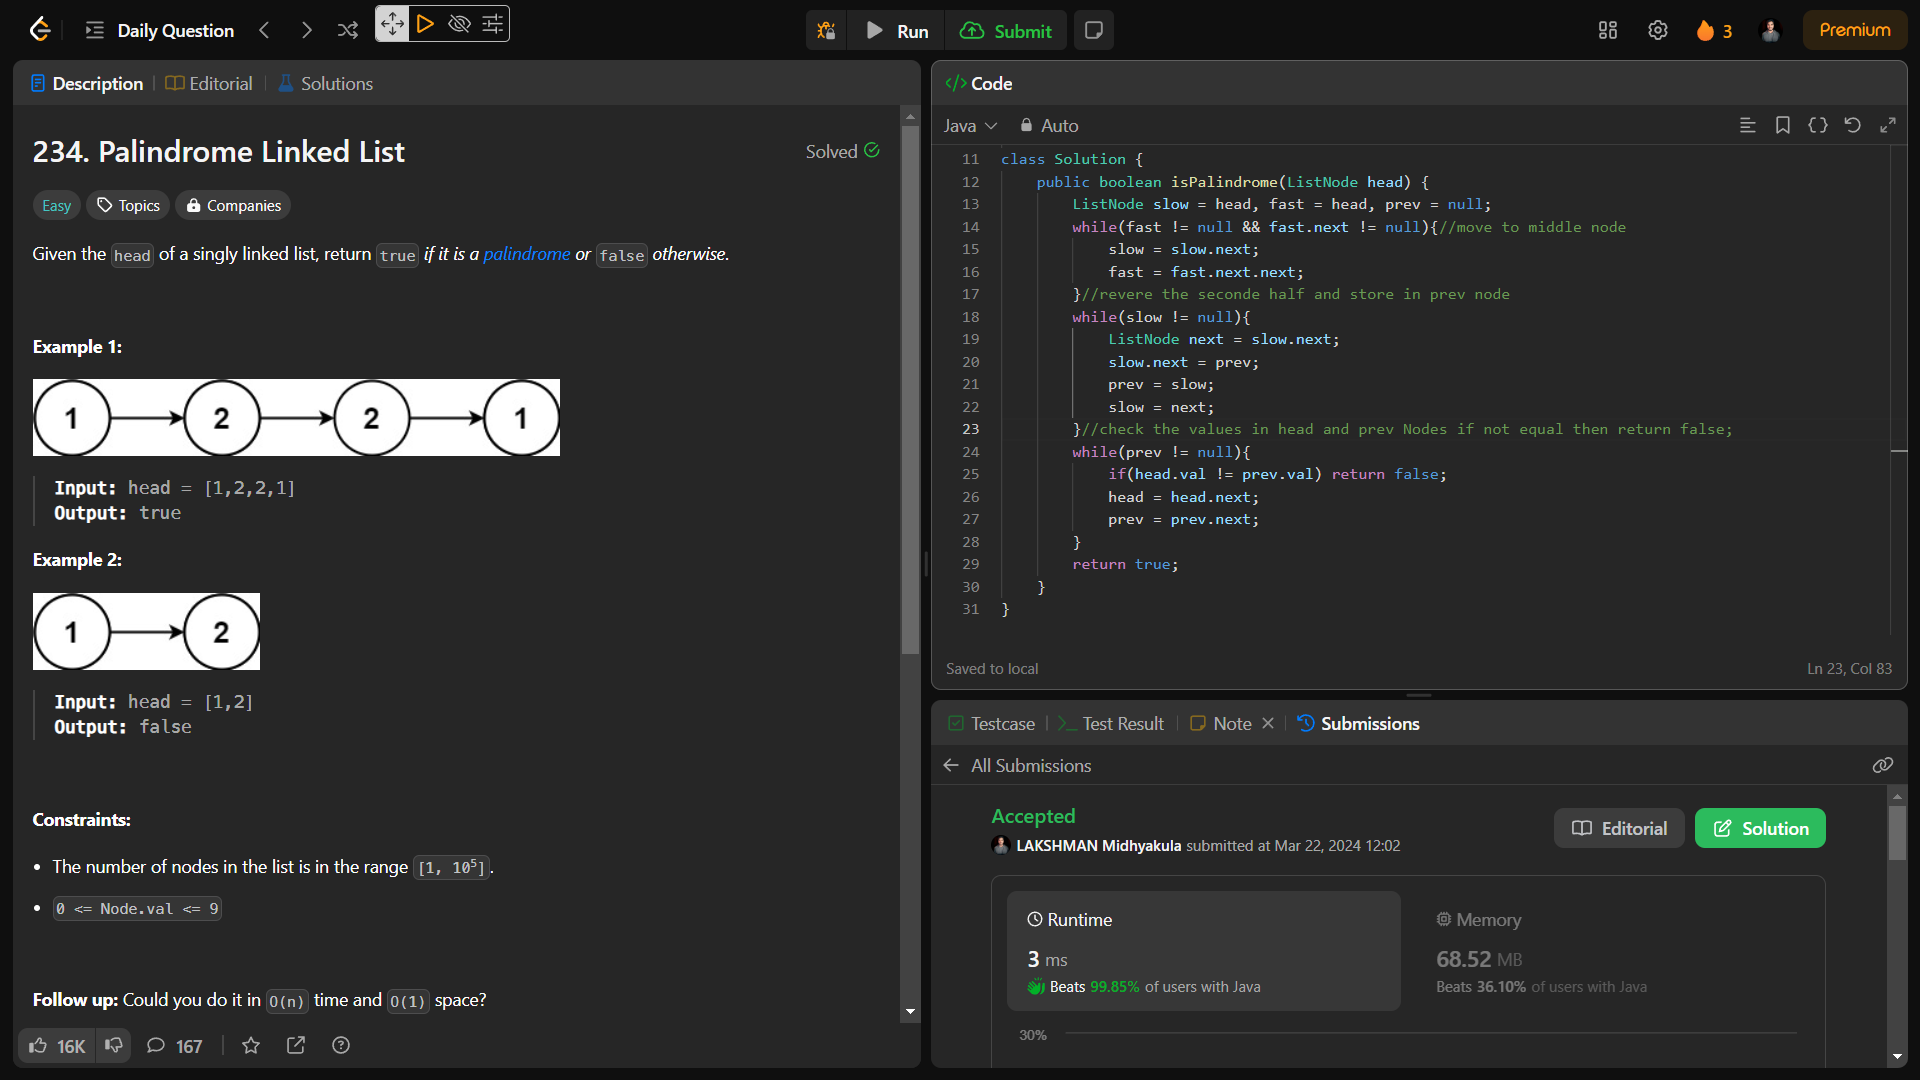 Daily Question
Run
Submit
3
Premium
Description
Editorial
Solutions
234. Palindrome Linked List
Solved
Easy
Topics
Companies
Given the head of a singly linked list, return true if it is a palindrome or false otherwise.
Example 1:
1 2 2 1
Input: head = [1,2,2,1]
Output: true
Example 2:
1 2
Input: head = [1,2]
Output: false
Constraints:
• The number of nodes in the list is in the range [1, 10⁵].
• 0 <= Node.val <= 9
Follow up: Could you do it in O(n) time and O(1) space?
16K
167
</> Code
Java
Auto
11 class Solution {
12 public boolean isPalindrome(ListNode head) {
13 ListNode slow = head, fast = head, prev = null;
14 while(fast != null && fast.next != null){//move to middle node
15 slow = slow.next;
16 fast = fast.next.next;
17 }//revere the seconde half and store in prev node
18 while(slow != null){
19 ListNode next = slow.next;
20 slow.next = prev;
21 prev = slow;
22 slow = next;
23 }//check the values in head and prev Nodes if not equal then return false;
24 while(prev != null){
25 if(head.val != prev.val) return false;
26 head = head.next;
27 prev = prev.next;
28 }
29 return true;
30 }
31 }
Saved to local
Ln 23, Col 83
Testcase
Test Result
Note
Submissions
All Submissions
Accepted
LAKSHMAN Midhyakula submitted at Mar 22, 2024 12:02
Editorial
Solution
Runtime
3 ms
Beats 99.85% of users with Java
Memory
68.52 MB
Beats 36.10% of users with Java
30%